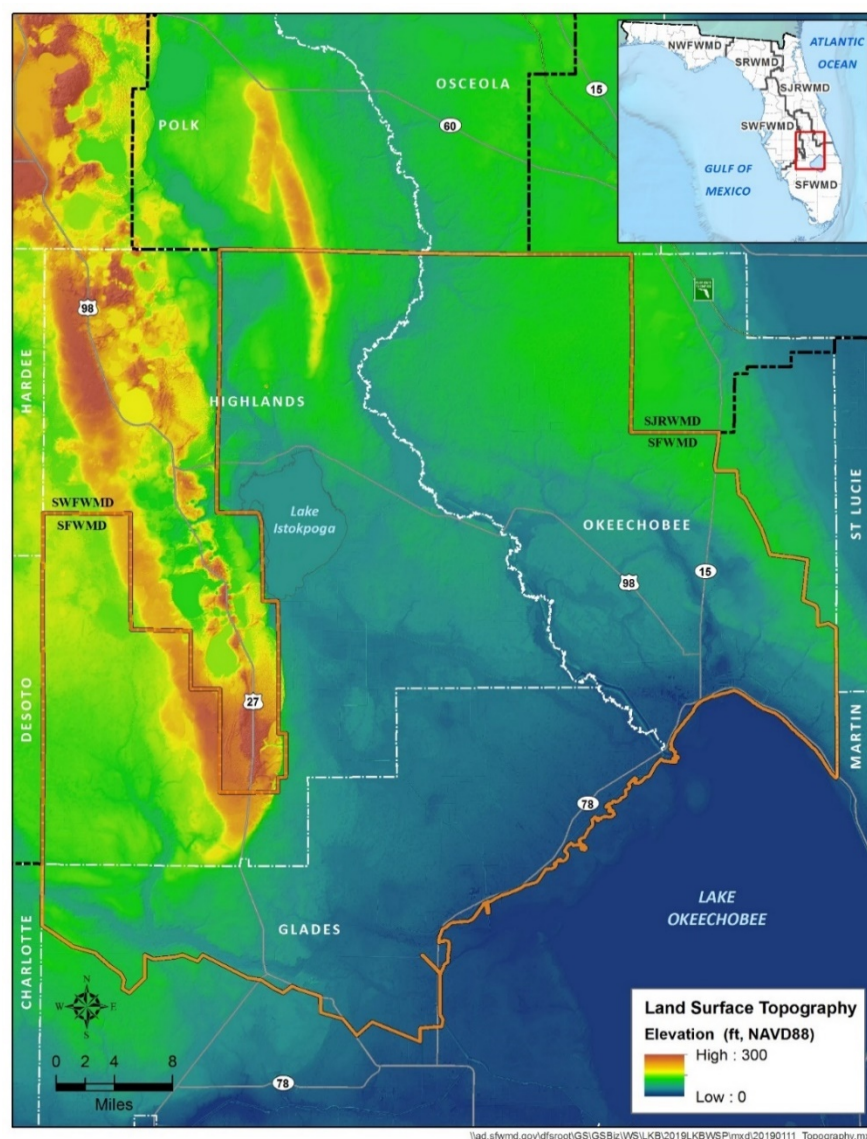 NWFWMD
SRWMD
SJRWMD
SWFWMD
SFWMD
ATLANTIC
OCEAN
GULF OF
MEXICO
OSCEOLA
15
POLK
60
98
HARDEE
HIGHLANDS
SJRWMD
SFWMD
Lake
Istokpoga
SWFWMD
SFWMD
OKEECHOBEE
ST LUCIE
98
15
DESOTO
27
MARTIN
78
LAKE
OKEECHOBEE
GLADES
CHARLOTTE
N
W
E
S
0 2 4 8
Miles
78
Land Surface Topography
Elevation (ft, NAVD88)
High : 300
Low : 0